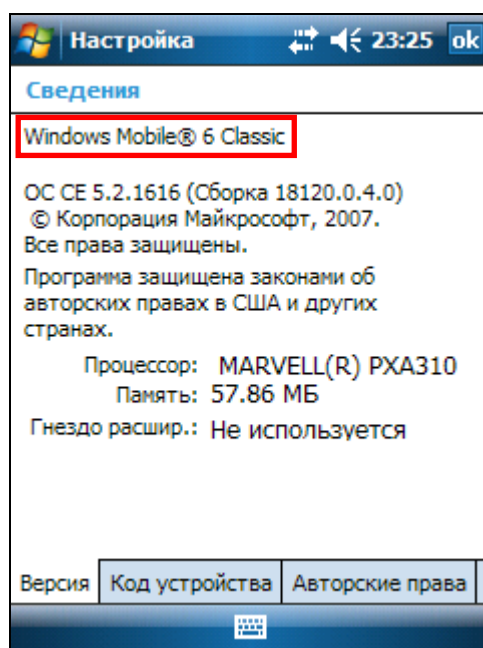 Настройка 23:25 ok
Сведения
Windows Mobile® 6 Classic
ОС CE 5.2.1616 (Сборка 18120.0.4.0)
© Корпорация Майкрософт, 2007.
Все права защищены.
Программа защищена законами об
авторских правах в США и других
странах.
Процессор: MARVELL(R) PXA310
Память: 57.86 МБ
Гнездо расшир.: Не используется
Версия Код устройства Авторские права